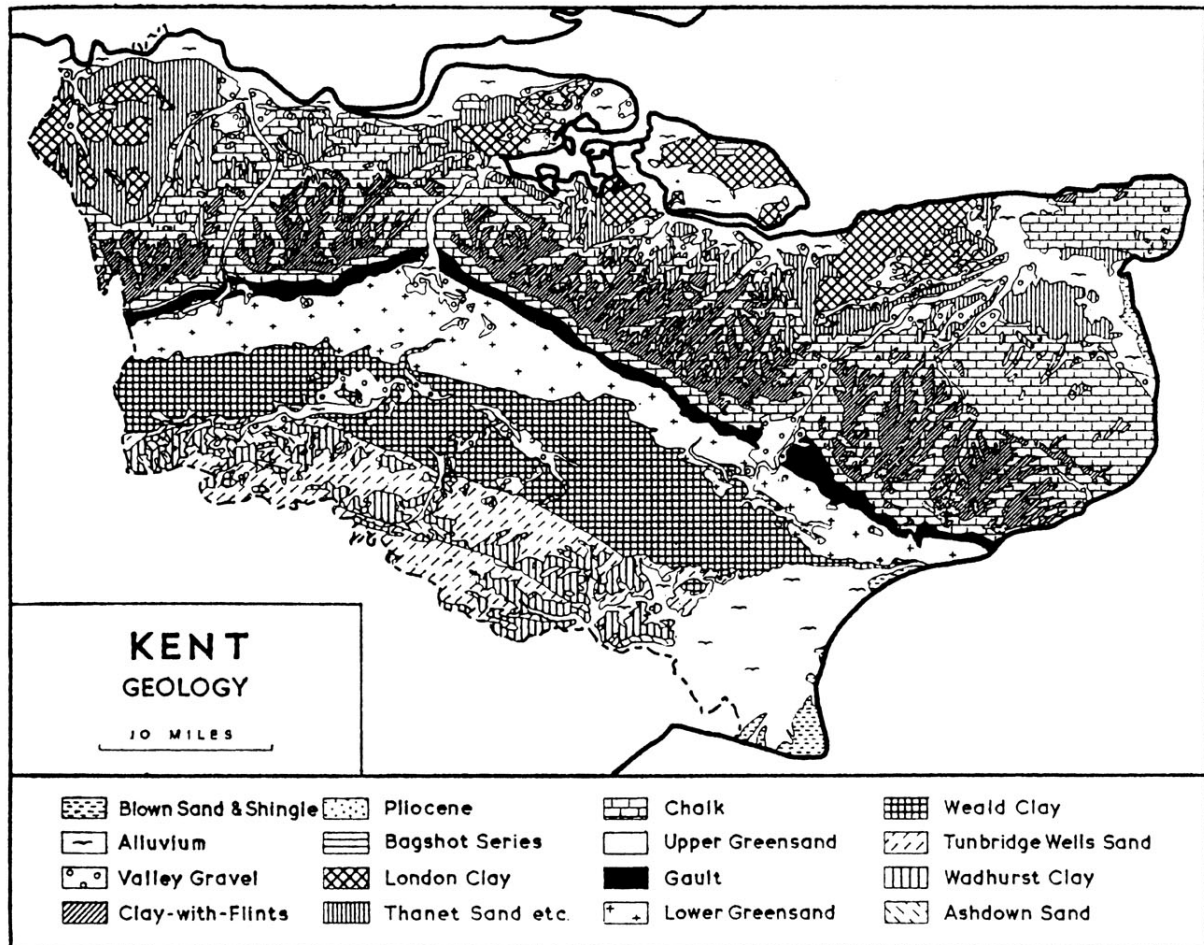 KENT
GEOLOGY
10 MILES
Blown Sand & Shingle
Alluvium
Valley Gravel
Clay-with-Flints
Pliocene
Bagshot Series
London Clay
Thanet Sand etc.
Chalk
Upper Greensand
Gault
Lower Greensand
Weald Clay
Tunbridge Wells Sand
Wadhurst Clay
Ashdown Sand